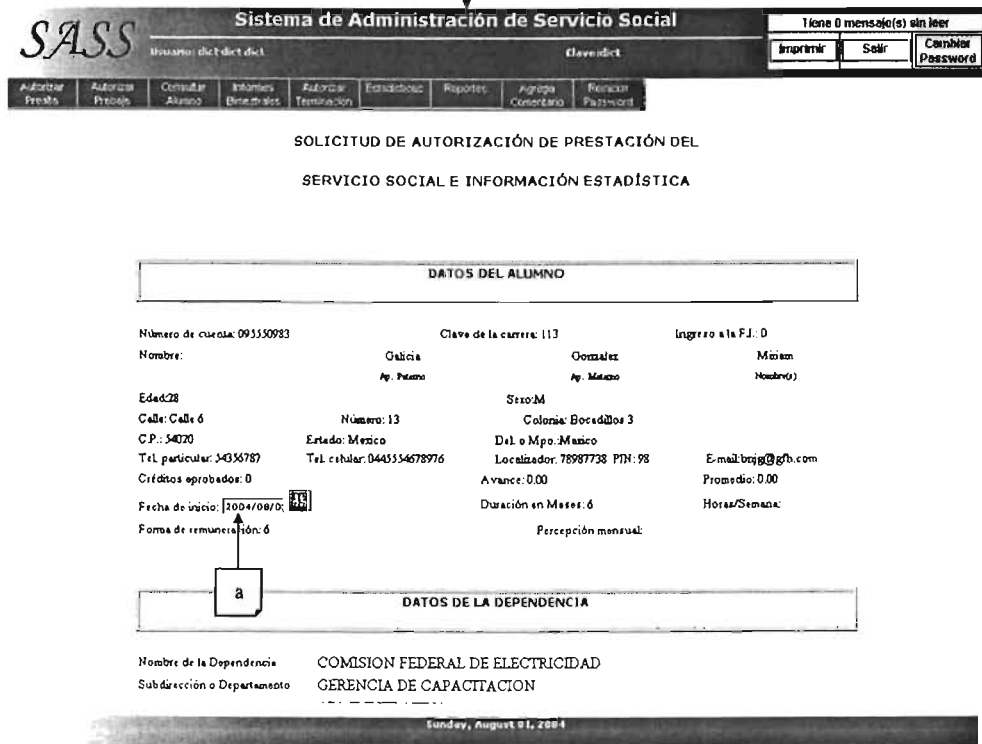 SASS
Sistema de Administración de Servicio Social
Usuario: dict dict dict
Clave: dict
Tiene 0 mensaje(s) sin leer
Imprimir
Salir
Cambiar Password
Autorizar Presta
Autorizar Prebaja
Consultar Alumno
Informes Bimestrales
Autorizar Terminación
Estadísticas
Reportes
Agrega Comentario
Reiniciar Password
SOLICITUD DE AUTORIZACIÓN DE PRESTACIÓN DEL
SERVICIO SOCIAL E INFORMACIÓN ESTADÍSTICA
DATOS DEL ALUMNO
Número de cuenta: 095550983 Clave de la carrera: 113 Ingreso a la F.I.: 0
Nombre: Galicia Gonzalez Miriam
Ap. Paterno Ap. Materno Nombre(s)
Edad:28 Sexo:M
Calle: Calle 6 Número: 13 Colonia: Bocadillos 3
C.P.: 54020 Estado: Mexico Del. o Mpo.:Mexico
Tel. particular: 54356787 Tel. celular: 0445554678976 Localizador: 78987738 PIN: 98 E-mail:bnjg@gfh.com
Créditos aprobados: 0 Avance: 0.00 Promedio: 0.00
Fecha de inicio: 2004/08/0 Duración en Meses: 6 Horas/Semana:
Forma de remuneración: 6 Percepción mensual:
a
DATOS DE LA DEPENDENCIA
Nombre de la Dependencia COMISION FEDERAL DE ELECTRICIDAD
Subdirección o Departamento GERENCIA DE CAPACITACION
Sunday, August 01, 2004